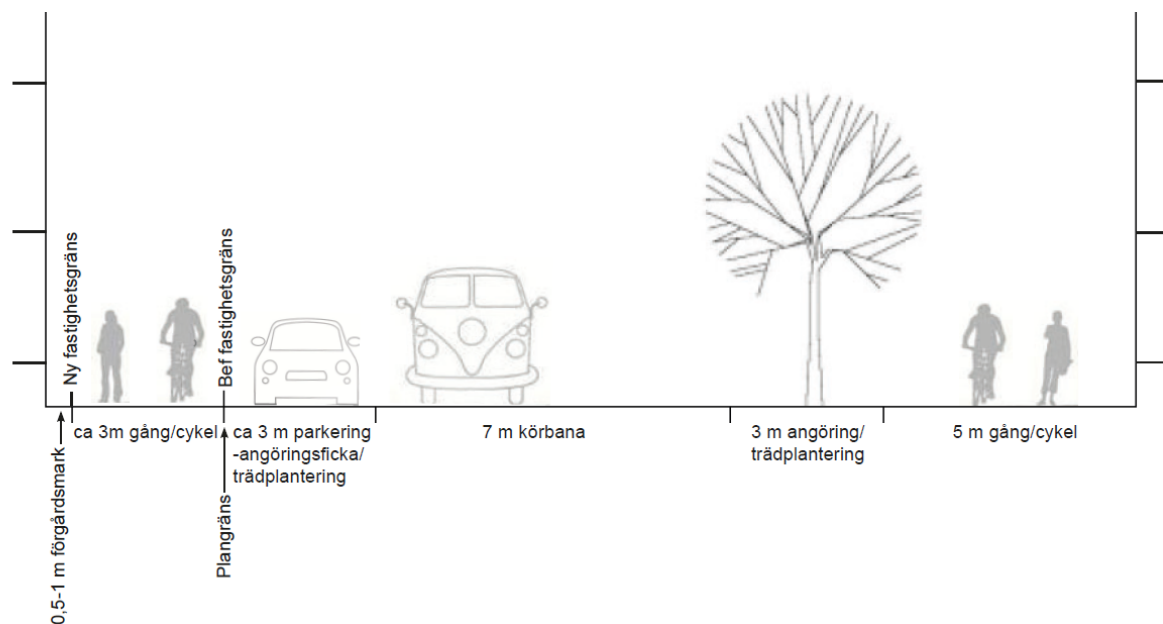 Ny fastighetsgräns
Bef fastighetsgräns
ca 3m gång/cykel
ca 3 m parkering
-angöringsficka/
trädplantering
7 m körbana
3 m angöring/
trädplantering
5 m gång/cykel
0,5-1 m förgårdsmark
Plangräns